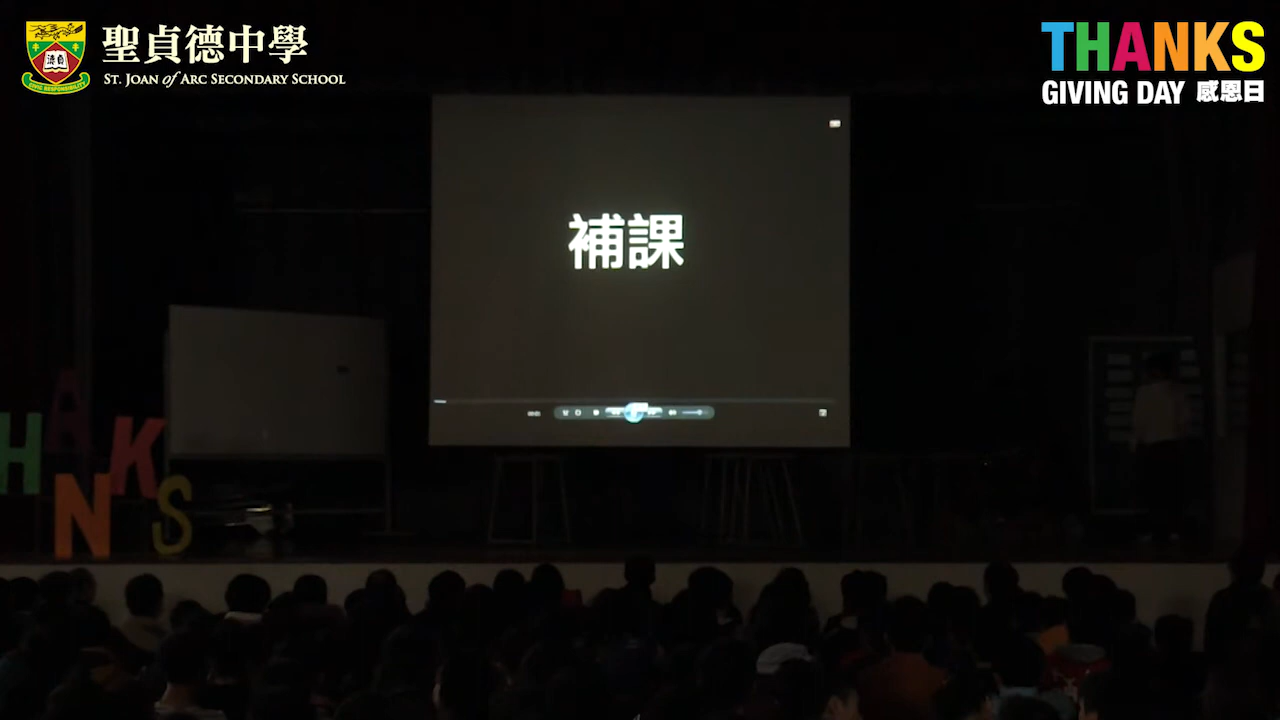 聖貞德中學
ST. JOAN of ARC SECONDARY SCHOOL
THANKS
GIVING DAY 感恩日
補課
HANKS